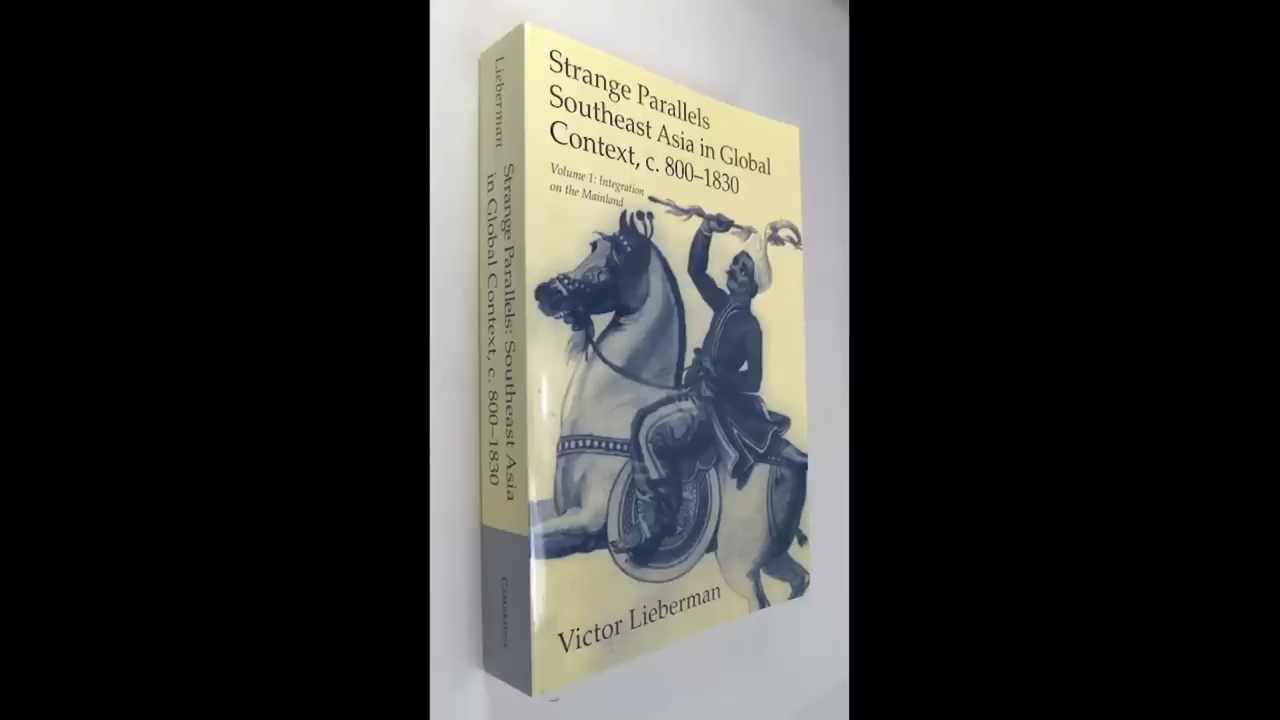 Strange Parallels
Southeast Asia in Global
Context, c. 800–1830
Volume 1: Integration
on the Mainland
Victor Lieberman
Lieberman
Strange Parallels: Southeast Asia
in Global Context, c. 800–1830
CAMBRIDGE